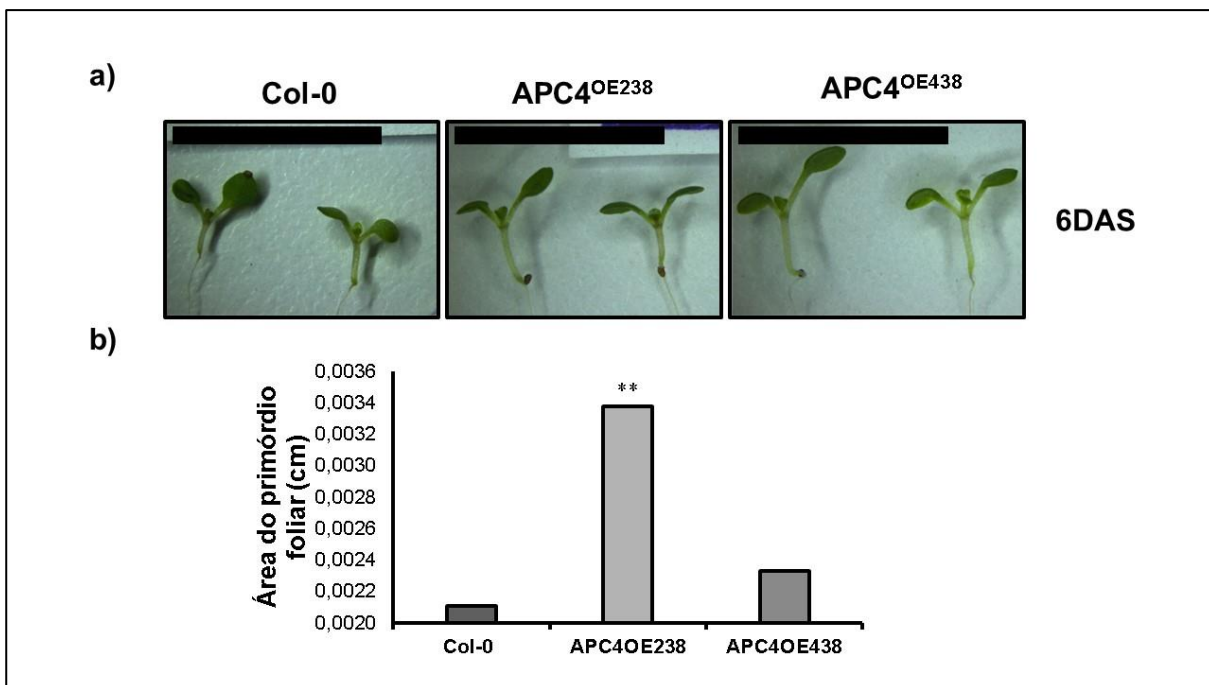 a)
Col-0 APC4OE238 APC4OE438
6DAS
b)
Área do primórdio
foliar (cm)
0,0036
0,0034
0,0032
0,0030
0,0028
0,0026
0,0024
0,0022
0,0020
**
Col-0 APC4OE238 APC4OE438